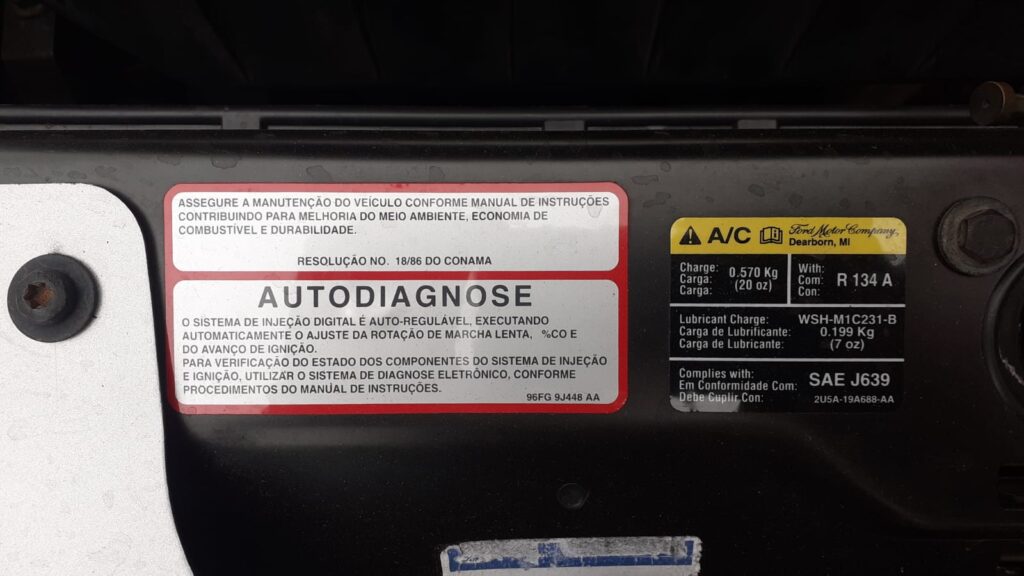 ASSEGURE A MANUTENÇÃO DO VEÍCULO CONFORME MANUAL DE INSTRUÇÕES
CONTRIBUINDO PARA MELHORIA DO MEIO AMBIENTE, ECONOMIA DE
COMBUSTÍVEL E DURABILIDADE.
RESOLUÇÃO NO. 18/86 DO CONAMA
AUTODIAGNOSE
O SISTEMA DE INJEÇÃO DIGITAL É AUTO-REGULÁVEL, EXECUTANDO
AUTOMATICAMENTE O AJUSTE DA ROTAÇÃO DE MARCHA LENTA, %CO E
DO AVANÇO DE IGNIÇÃO.
PARA VERIFICAÇÃO DO ESTADO DOS COMPONENTES DO SISTEMA DE INJEÇÃO
E IGNIÇÃO, UTILIZAR O SISTEMA DE DIAGNOSE ELETRÔNICO, CONFORME
PROCEDIMENTOS DO MANUAL DE INSTRUÇÕES.
96FG 9J448 AA
A/C Ford Motor Company,
Dearborn, MI
Charge: 0.570 Kg With:
Carga: (20 oz) Com: R 134 A
Carga: Con:
Lubricant Charge: WSH-M1C231-B
Carga de Lubrificante: 0.199 Kg
Carga de Lubricante: (7 oz)
Complies with:
Em Conformidade Com: SAE J639
Debe Cuplir Con: 2U5A-19A688-AA